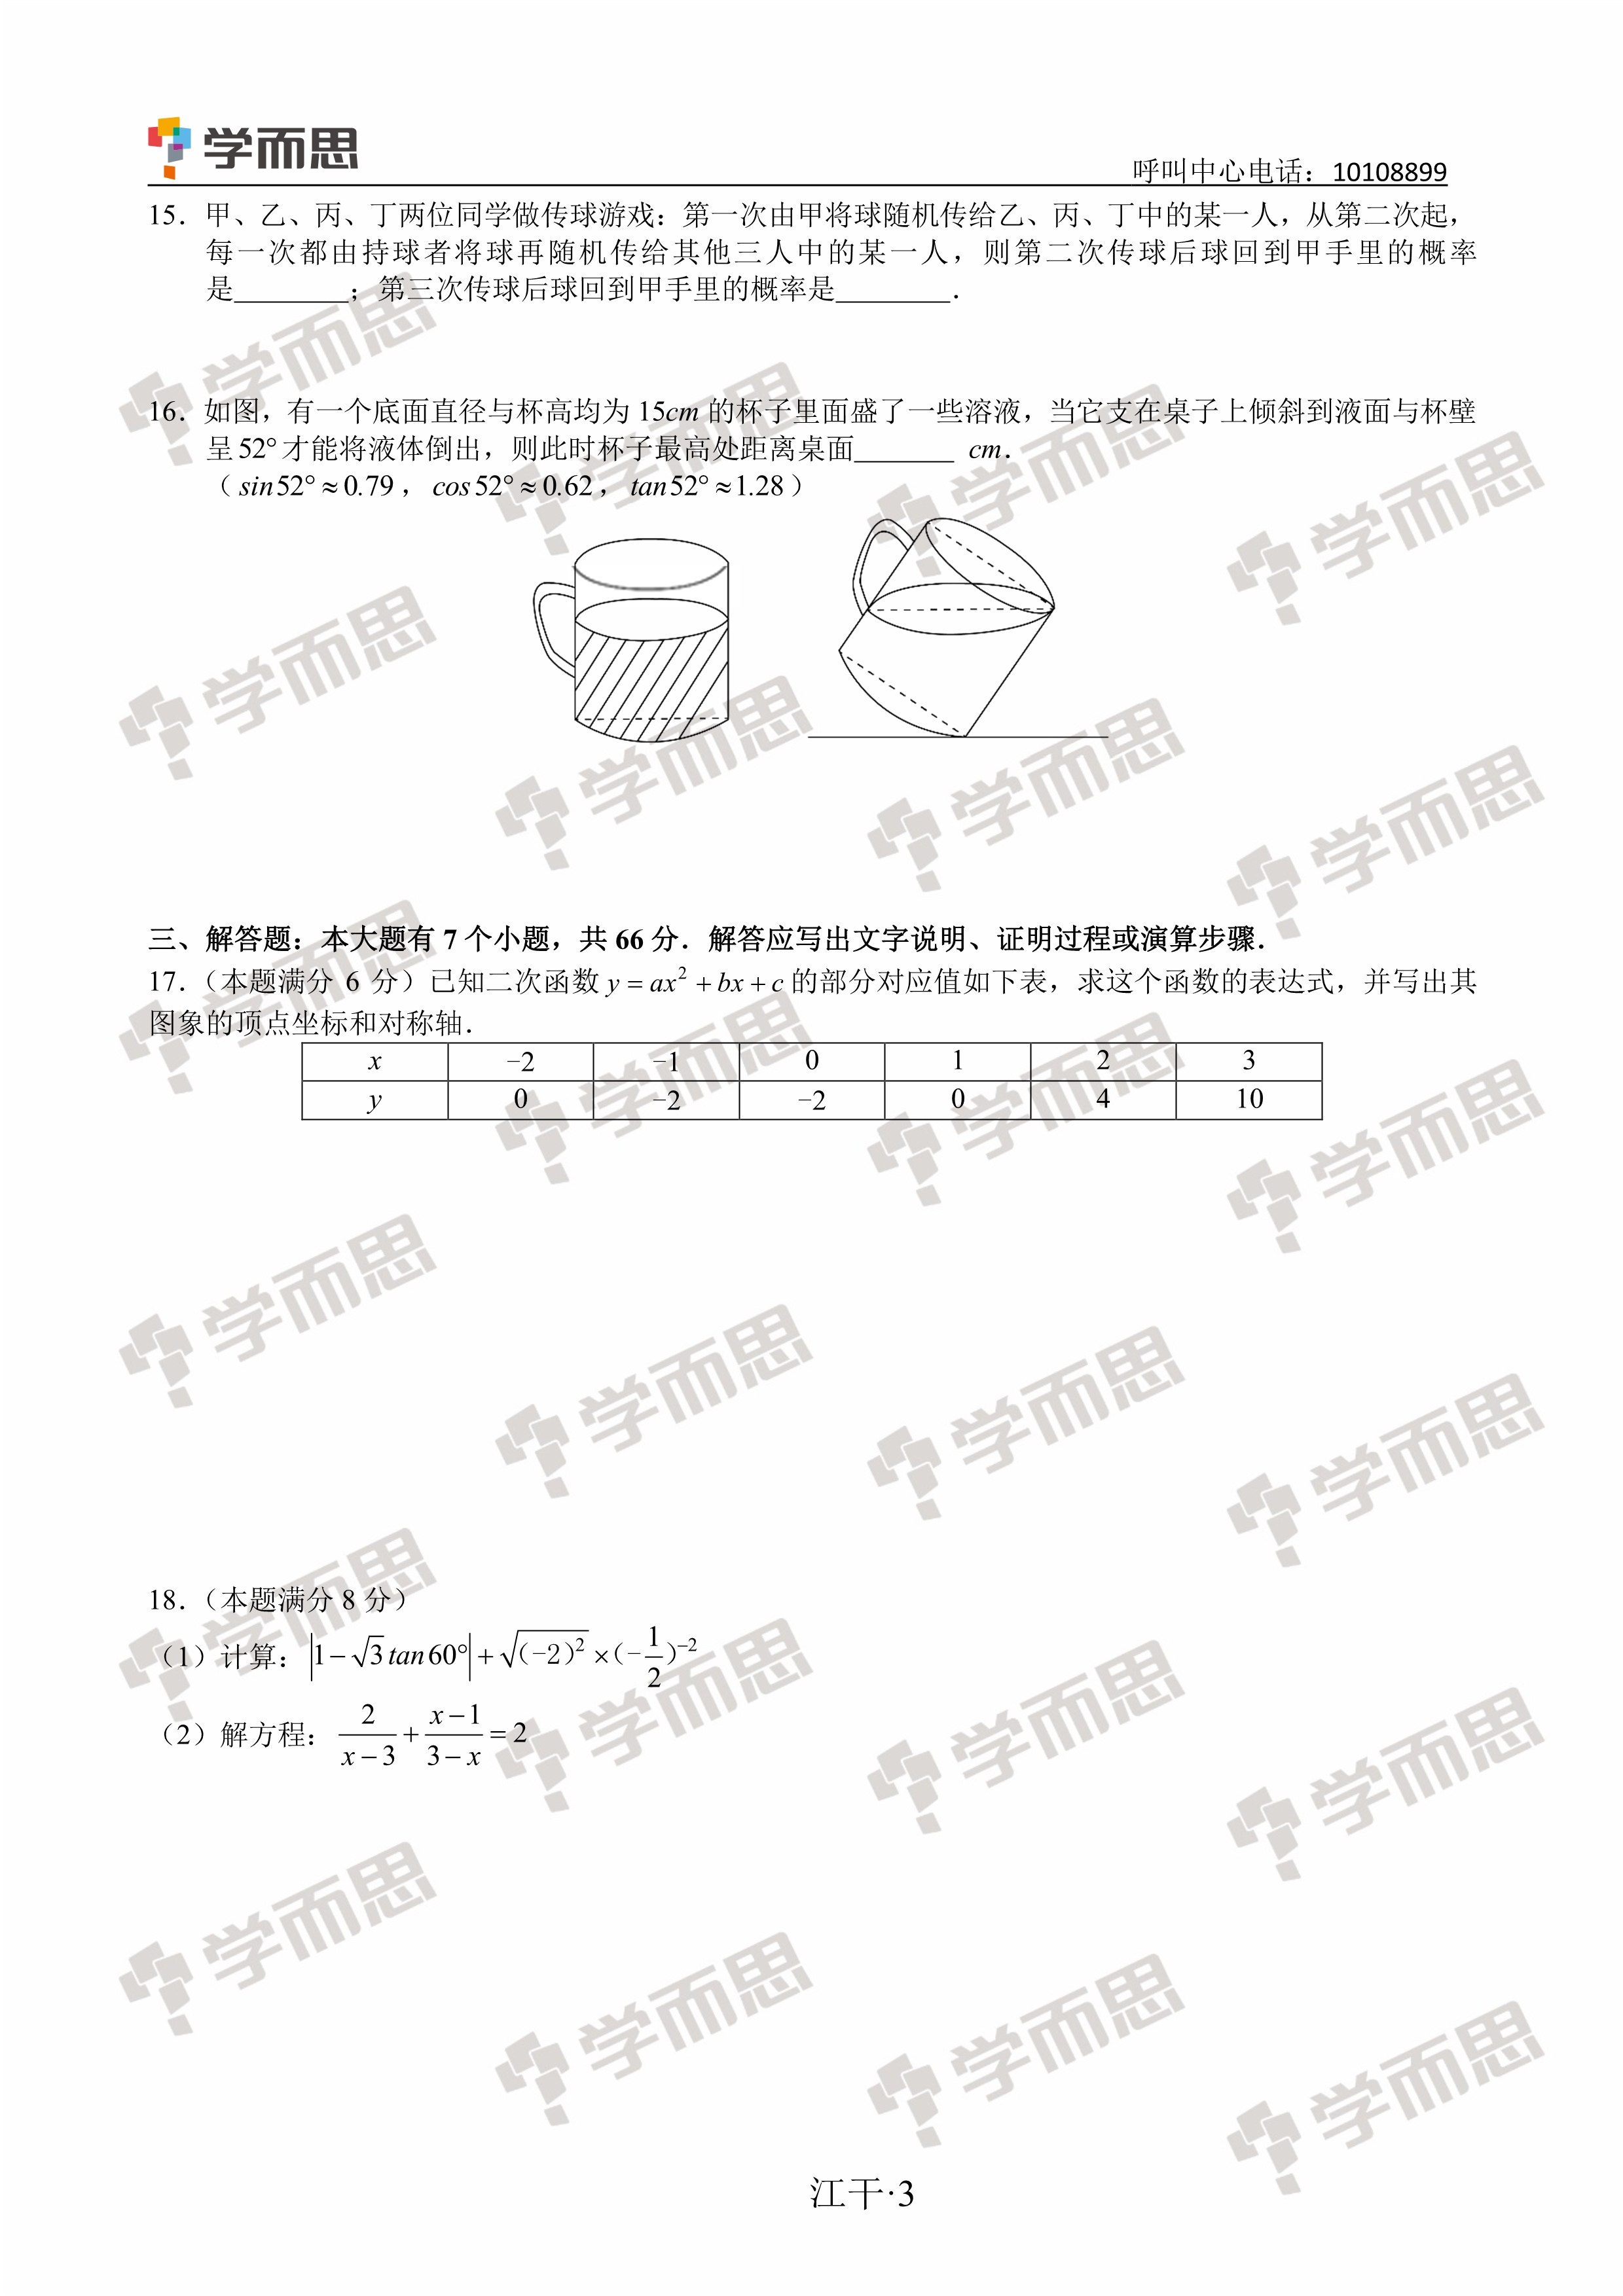 学而思
呼叫中心电话：10108899
15．甲、乙、丙、丁两位同学做传球游戏：第一次由甲将球随机传给乙、丙、丁中的某一人，从第二次起，
每一次都由持球者将球再随机传给其他三人中的某一人，则第二次传球后球回到甲手里的概率
是________；第三次传球后球回到甲手里的概率是________．
16．如图，有一个底面直径与杯高均为 15cm 的杯子里面盛了一些溶液，当它支在桌子上倾斜到液面与杯壁
呈 52° 才能将液体倒出，则此时杯子最高处距离桌面_______ cm．
（ sin52° ≈ 0.79 ， cos52° ≈ 0.62 ， tan52° ≈1.28 ）
三、解答题：本大题有 7 个小题，共 66 分．解答应写出文字说明、证明过程或演算步骤．
17．（本题满分 6 分）已知二次函数 y = ax² + bx + c 的部分对应值如下表，求这个函数的表达式，并写出其
图象的顶点坐标和对称轴．
x −2 −1 0 1 2 3
y 0 −2 −2 0 4 10
18．（本题满分 8 分）
（1）计算：|1− √3 tan60°| + √(−2)² ×(−1/2)⁻²
（2）解方程：2/(x−3) + (x−1)/(3−x) = 2
江干·3